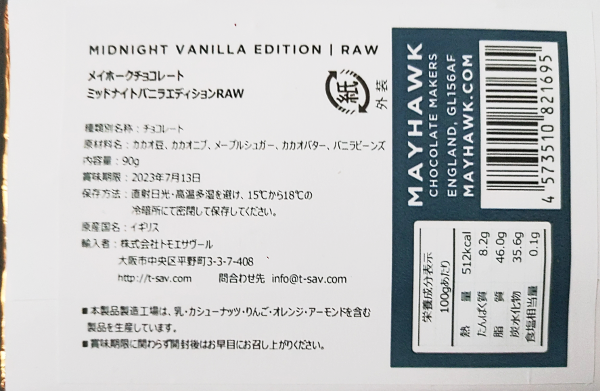 MIDNIGHT VANILLA EDITION | RAW
メイホークチョコレート
ミッドナイトバニラエディションRAW
紙
外装
種類別名称：チョコレート
原材料名：カカオ豆、カカオニブ、メープルシュガー、カカオバター、バニラビーンズ
内容量：90g
賞味期限：2023年7月13日
保存方法：直射日光・高温多湿を避け、15℃から18℃の
冷暗所にて密閉して保存してください。
原産国名：イギリス
輸入者：株式会社トモエサヴール
大阪市中央区平野町3-3-7-408
http://t-sav.com 問合わせ先 info@t-sav.com
■本製品製造工場は、乳・カシューナッツ・りんご・オレンジ・アーモンドを含む
製品を生産しています。
■賞味期限に関わらず開封後はお早目にお召し上がりください。
MAYHAWK
CHOCOLATE MAKERS
ENGLAND, GL156AF
MAYHAWK.COM
4 573510 821695
栄養成分表示
100gあたり
熱量 512kcal
たんぱく質 8.2g
脂質 46.0g
炭水化物 35.6g
食塩相当量 0.1g